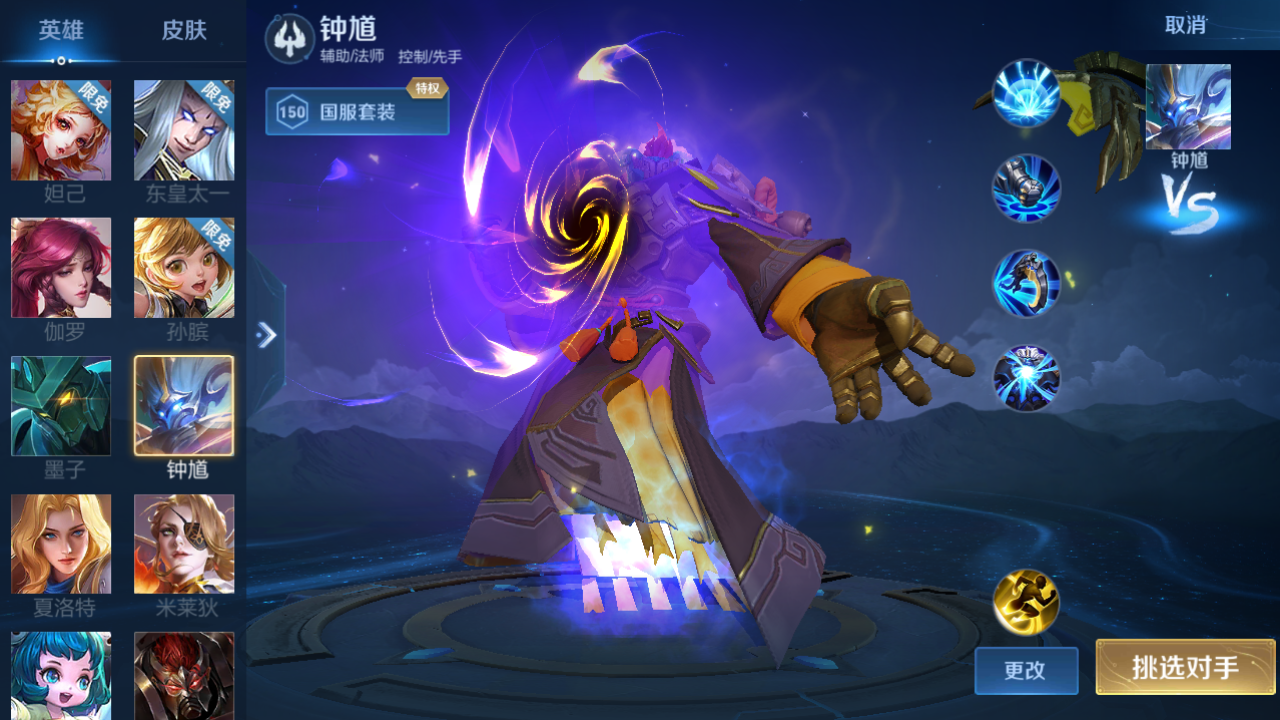 英雄
皮肤
钟馗
辅助/法师 控制/先手
取消
特权
150 国服套装
限免
限免
妲己
东皇太一
钟馗
VS
限免
伽罗
孙膑
墨子
钟馗
夏洛特
米莱狄
更改
挑选对手